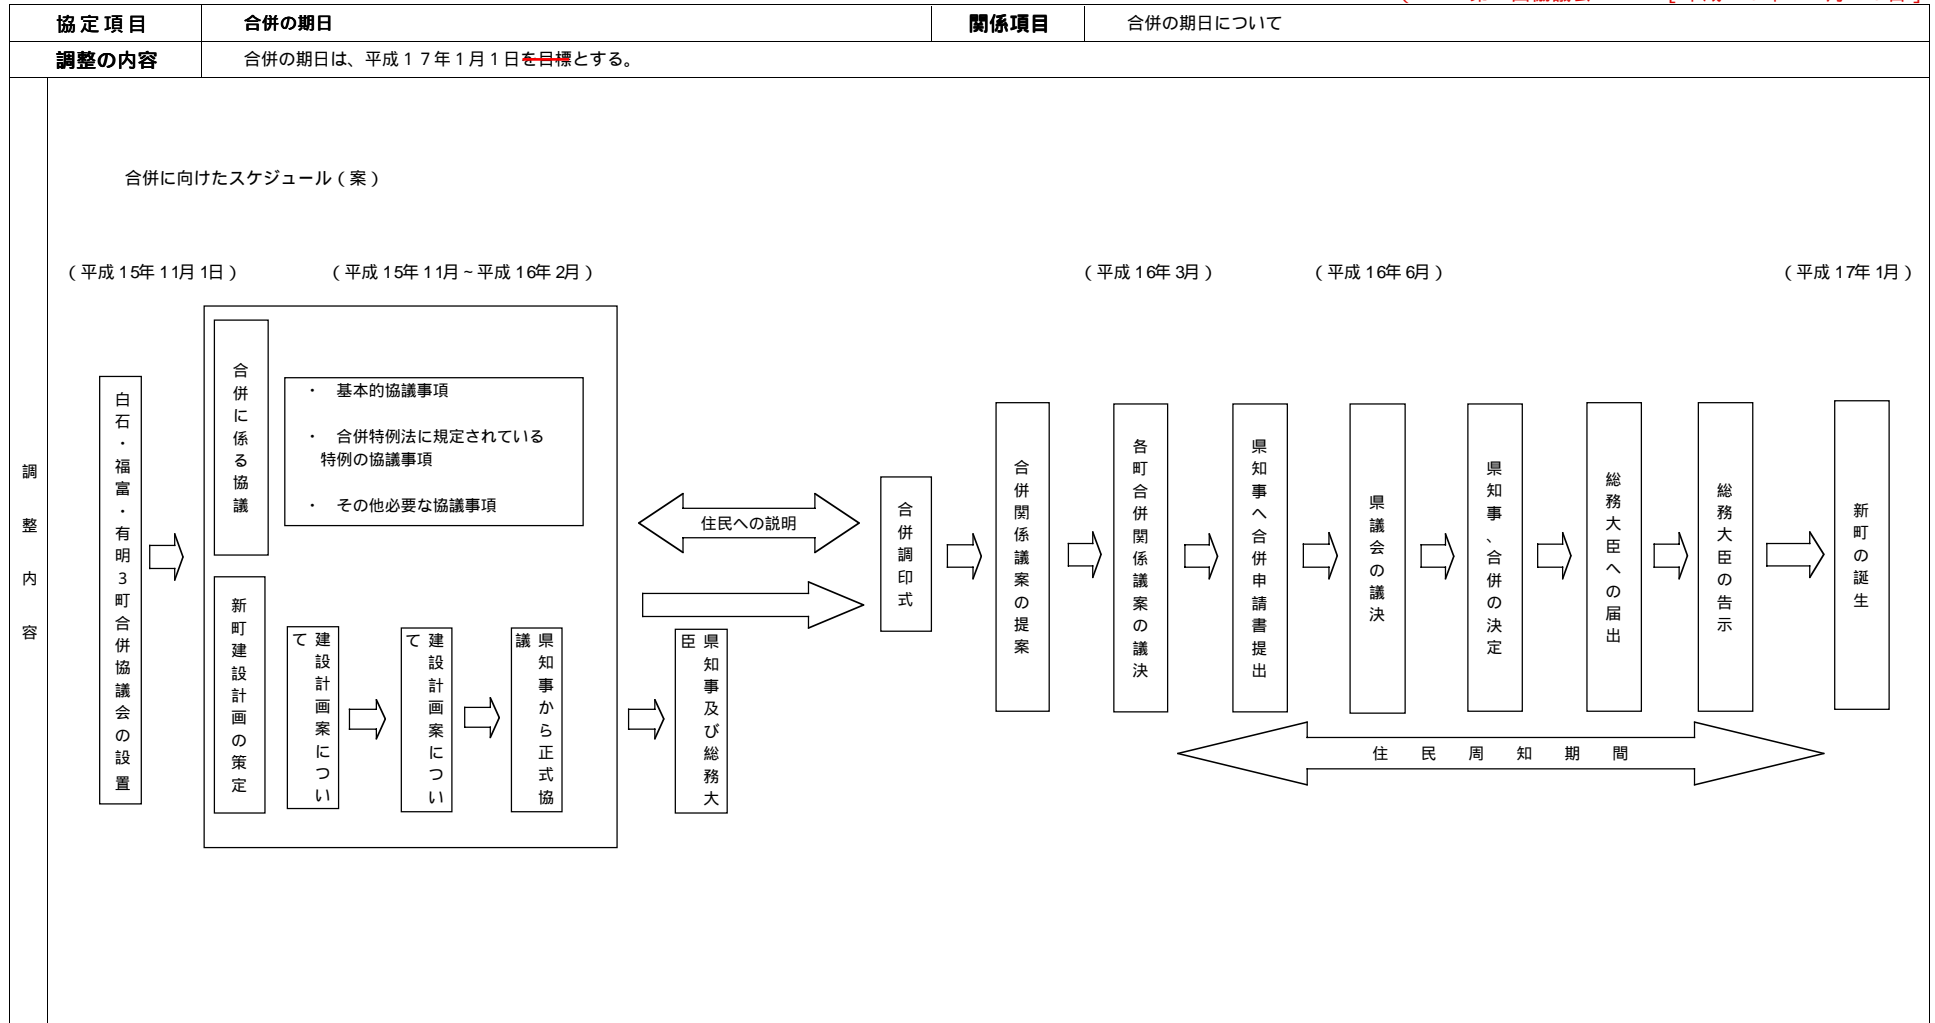 協定項目
合併の期日
関係項目
合併の期日について
調整の内容
合併の期日は、平成17年1月1日を目標とする。
調整内容
合併に向けたスケジュール(案)
(平成15年11月1日)
(平成15年11月~平成16年2月)
(平成16年3月)
(平成16年6月)
(平成17年1月)
白石・福富・有明3町合併協議会の設置
合併に係る協議
・ 基本的協議事項
・ 合併特例法に規定されている
特例の協議事項
・ その他必要な協議事項
新町建設計画の策定
建設計画案につい
て
建設計画案につい
て
県知事から正式協
議
県知事及び総務大
臣
住民への説明
合併調印式
合併関係議案の提案
各町合併関係議案の議決
県知事へ合併申請書提出
県議会の議決
県知事、合併の決定
総務大臣への届出
総務大臣の告示
新町の誕生
住民周知期間